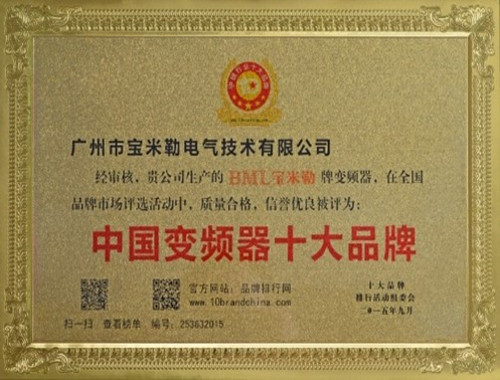 广州市宝米勒电气技术有限公司
经审核,贵公司生产的 BML宝米勒 牌变频器,在全国
品牌市场评选活动中,质量合格,信誉优良被评为:
中国变频器十大品牌
官方网站:品牌排行网
www.10brandchina.com
扫一扫 查看榜单 编号:253632015
十大品牌
排行活动组委会
二〇一五年九月